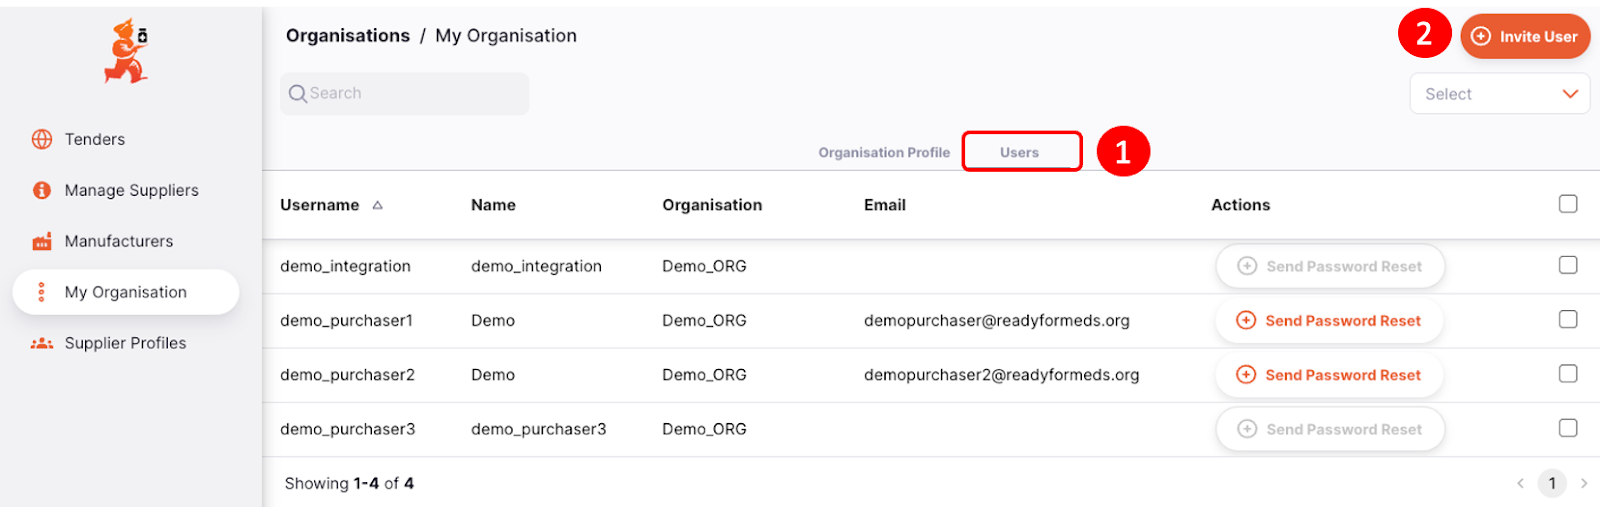 Organisations / My Organisation
2
Invite User
Search
Select
Tenders
Manage Suppliers
Manufacturers
My Organisation
Supplier Profiles
Organisation Profile
Users
1
Username Name Organisation Email Actions
demo_integration demo_integration Demo_ORG Send Password Reset
demo_purchaser1 Demo Demo_ORG demopurchaser@readyformeds.org Send Password Reset
demo_purchaser2 Demo Demo_ORG demopurchaser2@readyformeds.org Send Password Reset
demo_purchaser3 demo_purchaser3 Demo_ORG Send Password Reset
Showing 1-4 of 4
1